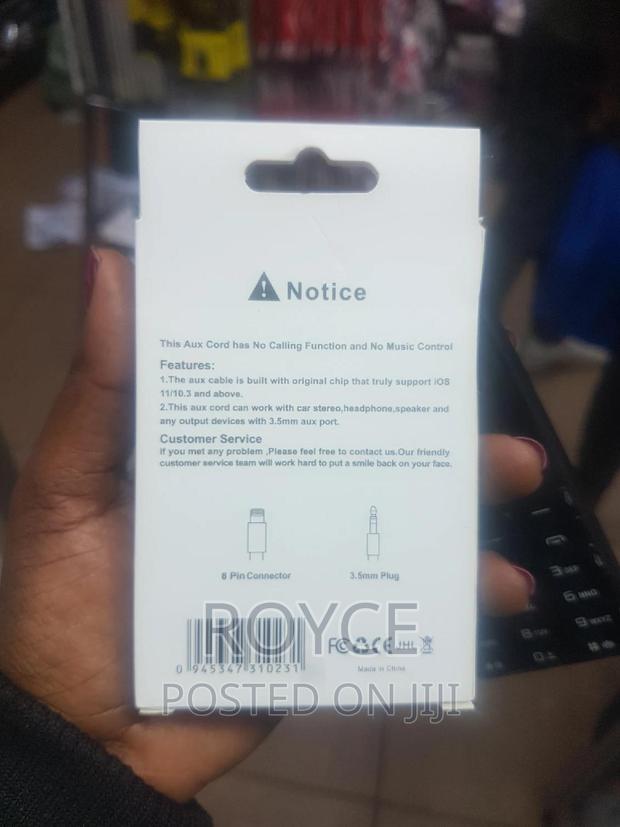 Notice
This Aux Cord has No Calling Function and No Music Control
Features:
1.The aux cable is built with original chip that truly support iOS
11/10.3 and above.
2.This aux cord can work with car stereo,headphone,speaker and
any output devices with 3.5mm aux port.
Customer Service
If you met any problem ,Please feel free to contact us.Our friendly
customer service team will work hard to put a smile back on your face.
8 Pin Connector
3.5mm Plug
ROYCE
FC CE
0 945347 310231
Made in China
POSTED ON JIJI